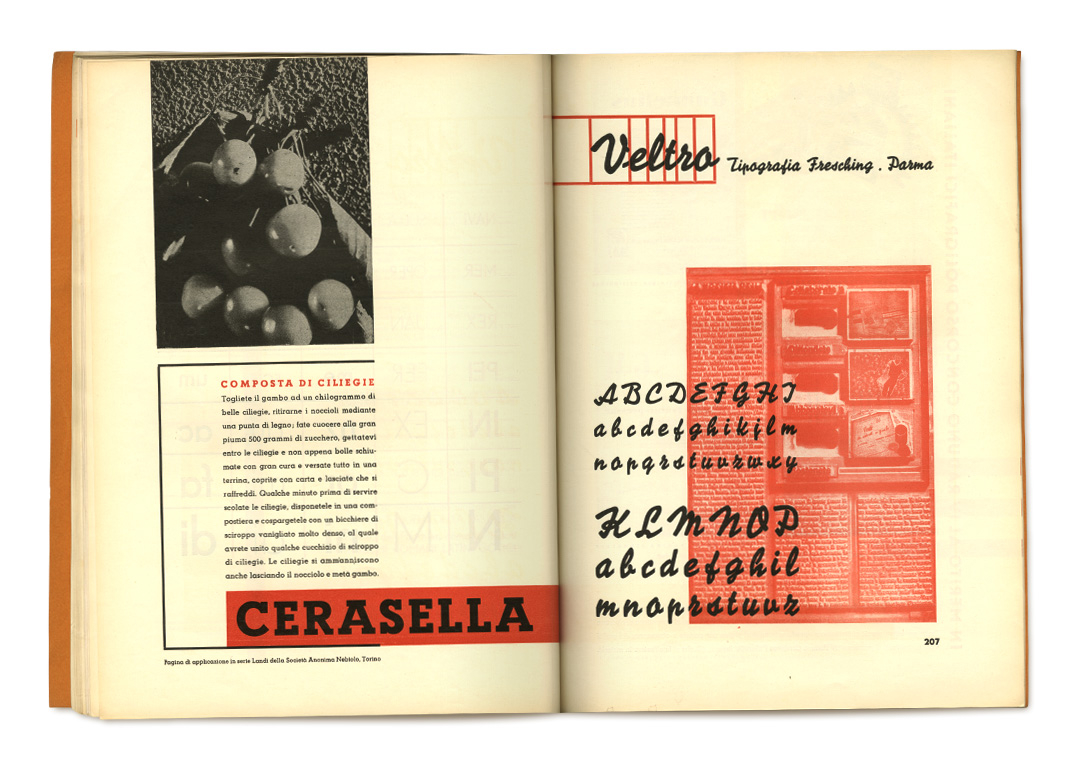 COMPOSTA DI CILIEGIE
Togliete il gambo ad un chilogrammo di
belle ciliegie, ritirarne i noccioli mediante
una punta di legno; fate cuocere alla gran
piuma 500 grammi di zucchero, gettatevi
entro le ciliegie e non appena bolle schiu-
mate con gran cura e versate tutto in una
terrina, coprite con carta e lasciate che si
raffreddi. Qualche minuto prima di servire
scolate le ciliegie, disponetele in una com-
postiera e cospargetele con un bicchiere di
sciroppo vanigliato molto denso, al quale
avrete unito qualche cucchiaio di sciroppo
di ciliegie. Le ciliegie si ammanniscono
anche lasciando il nocciolo e metà gambo.
CERASELLA
Pagina di applicazione in serie Landi della Società Anonima Nebiolo, Torino
Veltro Tipografia Fresching . Parma
ABCDEFGHI
abcdefghikjlm
nopqrstuvzwxy
KLMNOP
abcdefghil
mnoprstuvz
207